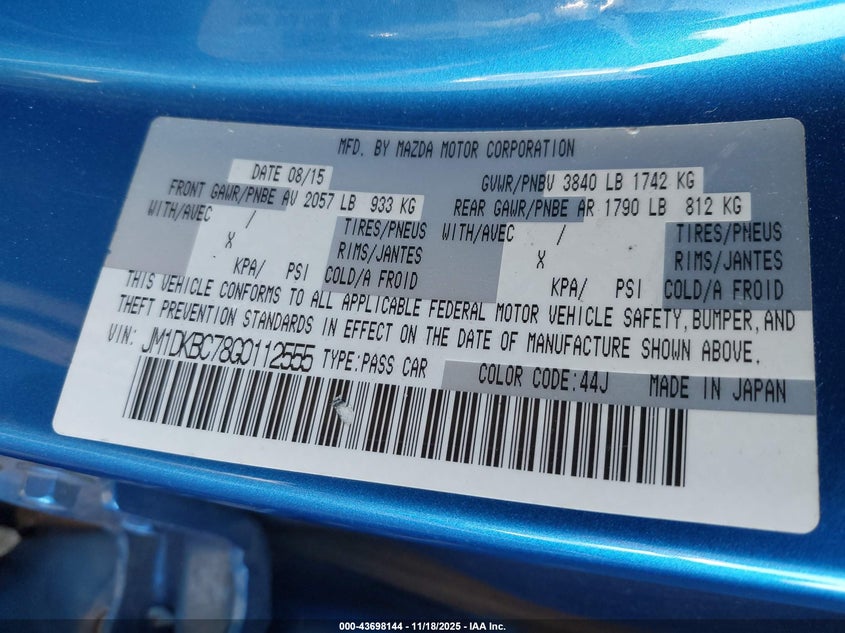 MFD. BY MAZDA MOTOR CORPORATION
DATE 08/15 GVWR/PNBV 3840 LB 1742 KG
FRONT GAWR/PNBE AV 2057 LB 933 KG REAR GAWR/PNBE AR 1790 LB 812 KG
WITH/AVEC / TIRES/PNEUS WITH/AVEC / TIRES/PNEUS
X RIMS/JANTES X RIMS/JANTES
KPA/ PSI COLD/A FROID KPA/ PSI COLD/A FROID
THIS VEHICLE CONFORMS TO ALL APPLICABLE FEDERAL MOTOR VEHICLE SAFETY, BUMPER, AND
THEFT PREVENTION STANDARDS IN EFFECT ON THE DATE OF MANUFACTURE SHOWN ABOVE.
VIN: JM1DKBC78G0112555 TYPE:PASS CAR COLOR CODE:44J MADE IN JAPAN
000-43698144 — 11/18/2025 — IAA Inc.